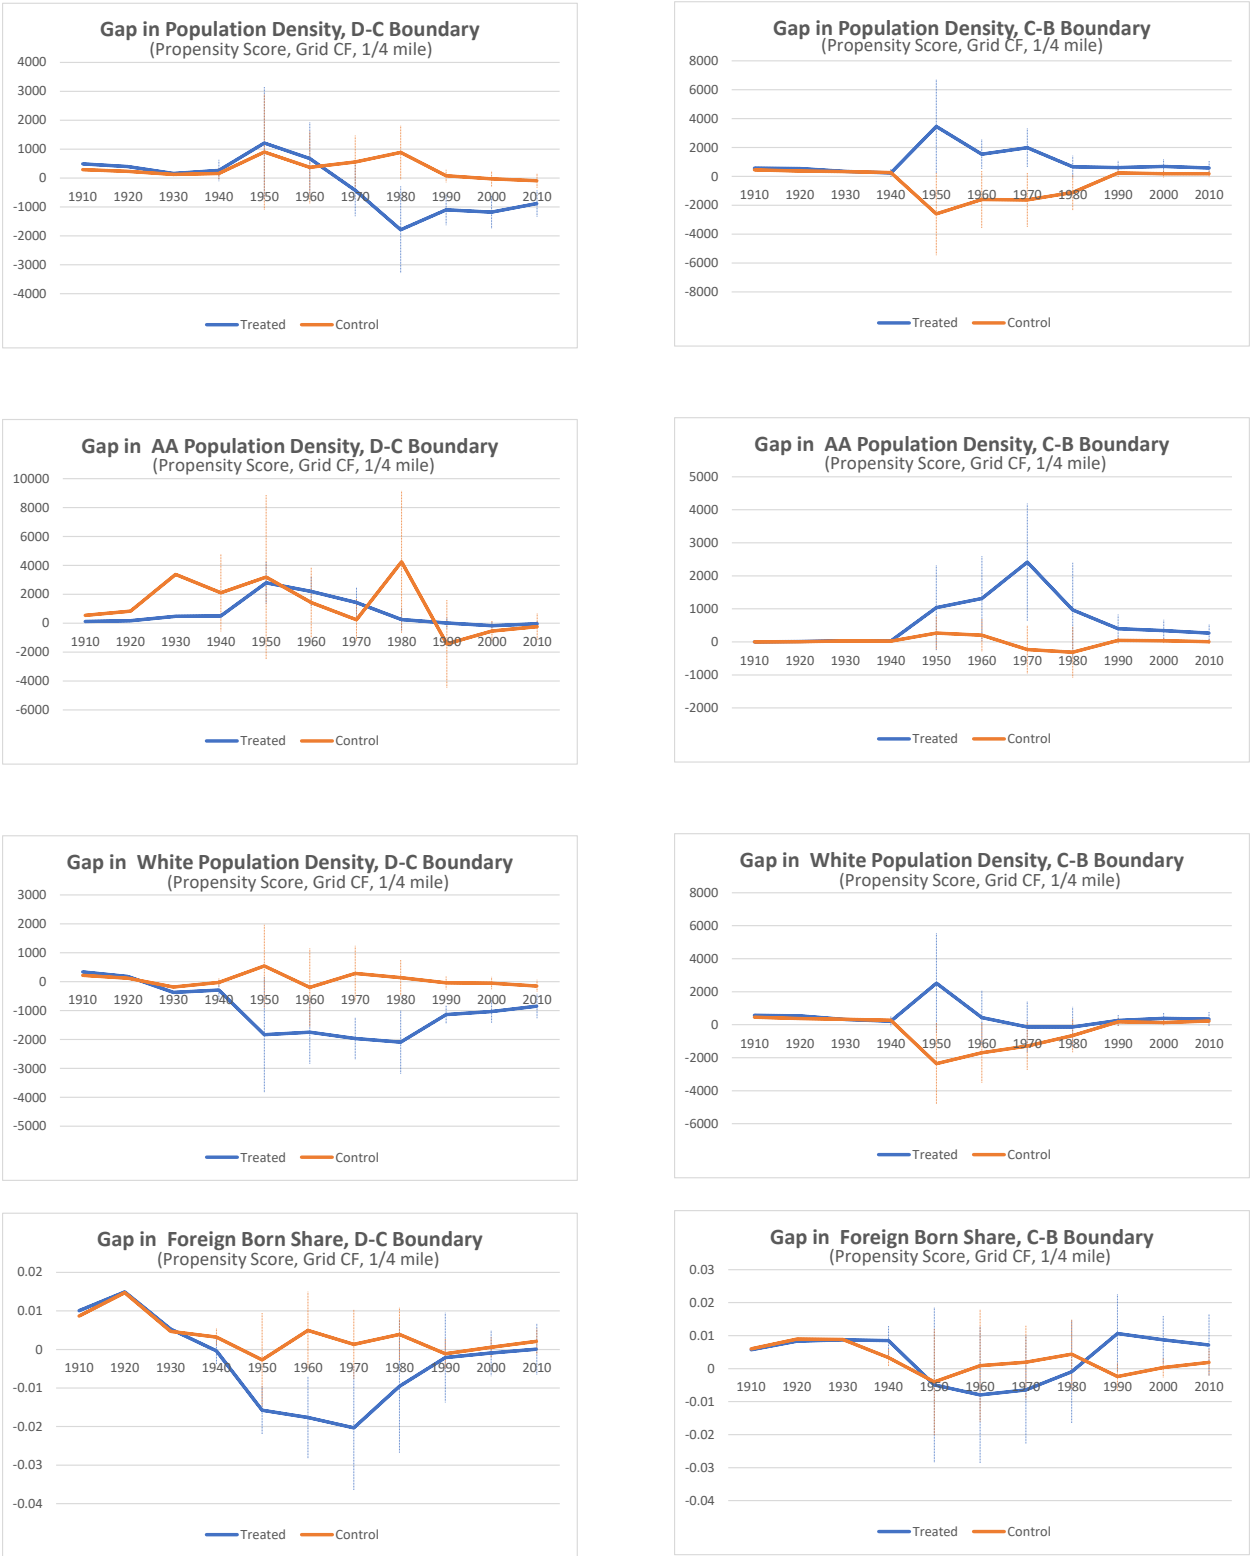 Gap in Population Density, D-C Boundary
(Propensity Score, Grid CF, 1/4 mile)
4000
3000
2000
1000
0
1910 1920 1930 1940 1950 1960 1970 1980 1990 2000 2010
-1000
-2000
-3000
-4000
Treated Control
Gap in Population Density, C-B Boundary
(Propensity Score, Grid CF, 1/4 mile)
8000
6000
4000
2000
0
1910 1920 1930 1940 1950 1960 1970 1980 1990 2000 2010
-2000
-4000
-6000
-8000
Treated Control
Gap in AA Population Density, D-C Boundary
(Propensity Score, Grid CF, 1/4 mile)
10000
8000
6000
4000
2000
0
1910 1920 1930 1940 1950 1960 1970 1980 1990 2000 2010
-2000
-4000
-6000
Treated Control
Gap in AA Population Density, C-B Boundary
(Propensity Score, Grid CF, 1/4 mile)
5000
4000
3000
2000
1000
0
1910 1920 1930 1940 1950 1960 1970 1980 1990 2000 2010
-1000
-2000
Treated Control
Gap in White Population Density, D-C Boundary
(Propensity Score, Grid CF, 1/4 mile)
3000
2000
1000
0
1910 1920 1930 1940 1950 1960 1970 1980 1990 2000 2010
-1000
-2000
-3000
-4000
-5000
Treated Control
Gap in White Population Density, C-B Boundary
(Propensity Score, Grid CF, 1/4 mile)
8000
6000
4000
2000
0
1910 1920 1930 1940 1950 1960 1970 1980 1990 2000 2010
-2000
-4000
-6000
Treated Control
Gap in Foreign Born Share, D-C Boundary
(Propensity Score, Grid CF, 1/4 mile)
0.02
0.01
0
1910 1920 1930 1940 1950 1960 1970 1980 1990 2000 2010
-0.01
-0.02
-0.03
-0.04
Treated Control
Gap in Foreign Born Share, C-B Boundary
(Propensity Score, Grid CF, 1/4 mile)
0.03
0.02
0.01
0
1910 1920 1930 1940 1950 1960 1970 1980 1990 2000 2010
-0.01
-0.02
-0.03
-0.04
Treated Control